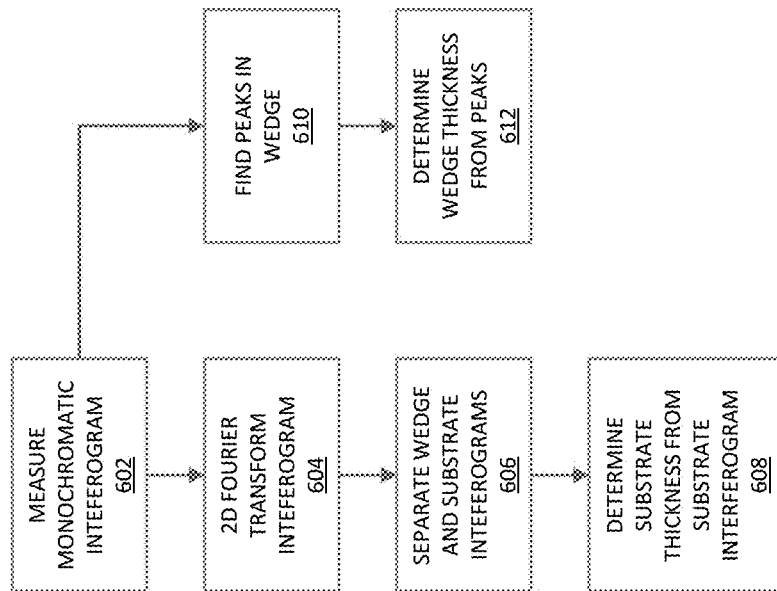 MEASURE
MONOCHROMATIC
INTEFEROGRAM
602
2D FOURIER
TRANSFORM
INTEFEROGRAM
604
SEPARATE WEDGE
AND SUBSTRATE
INTEFEROGRAMS
606
DETERMINE
SUBSTRATE
THICKNESS FROM
SUBSTRATE
INTERFEROGRAM
608
FIND PEAKS IN
WEDGE
610
DETERMINE
WEDGE THICKNESS
FROM PEAKS
612